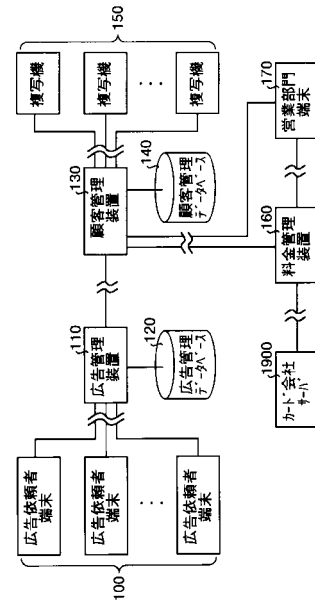 100
広告依頼者
端末
広告依頼者
端末
広告依頼者
端末
110
広告管理
装置
120
広告管理
データベース
130
顧客管理
装置
140
顧客管理
データベース
150
複写機
複写機
複写機
160
料金管理
装置
170
営業部門
端末
1900
カード会社
サーバ